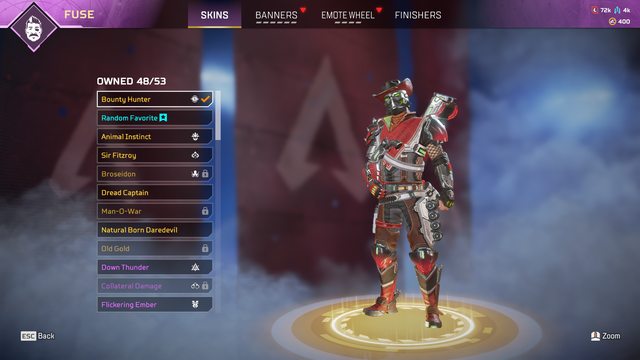 FUSE
SKINS
BANNERS
EMOTE WHEEL
FINISHERS
72k
4k
400
OWNED 48/53
Bounty Hunter
Random Favorite
Animal Instinct
Sir Fitzroy
Broseidon
Dread Captain
Man-O-War
Natural Born Daredevil
Old Gold
Down Thunder
Collateral Damage
Flickering Ember
ESC Back
Zoom